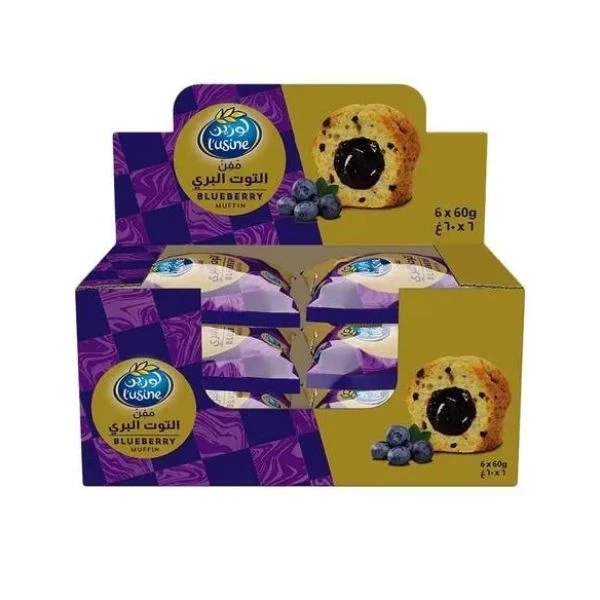 لوزين
L'usine
مفن
التوت البري
BLUEBERRY
MUFFIN
6 x 60g
٦ x ٦٠غ
لوزين
L'usine
مفن
التوت البري
BLUEBERRY
MUFFIN
6 x 60g
٦ x ٦٠غ